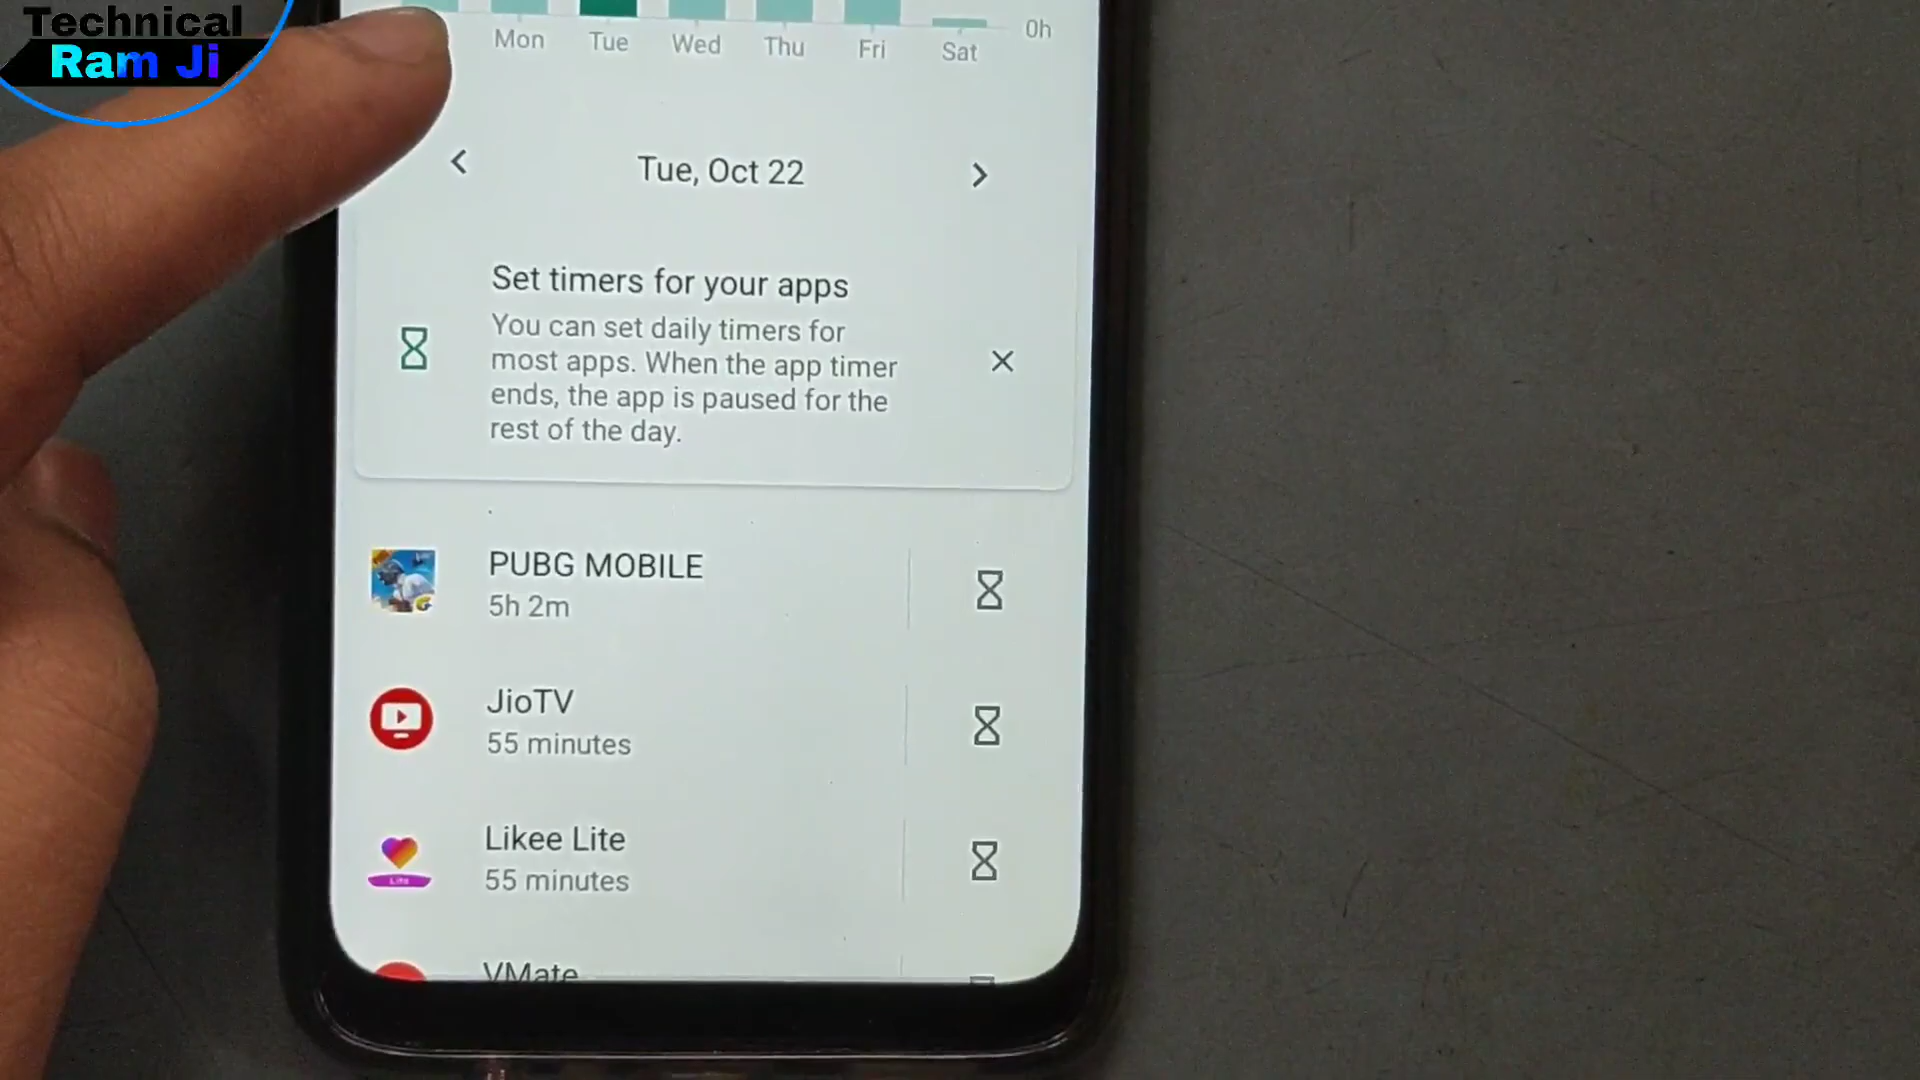 Technical
Ram Ji
Mon Tue Wed Thu Fri Sat 0h
Tue, Oct 22
Set timers for your apps
You can set daily timers for
most apps. When the app timer
ends, the app is paused for the
rest of the day.
PUBG MOBILE
5h 2m
JioTV
55 minutes
Likee Lite
55 minutes
Lite
VMate